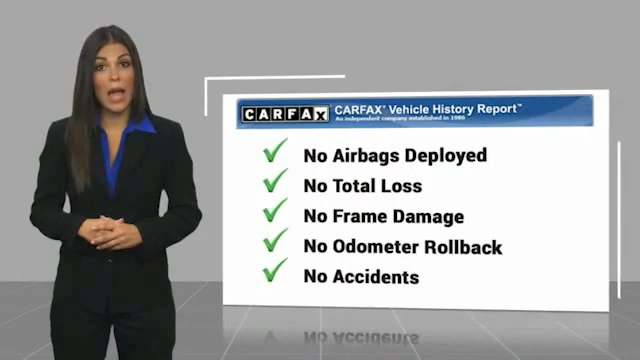 CARFAX CARFAX® Vehicle History Report™
An independent company established in 1986
No Airbags Deployed
No Total Loss
No Frame Damage
No Odometer Rollback
No Accidents